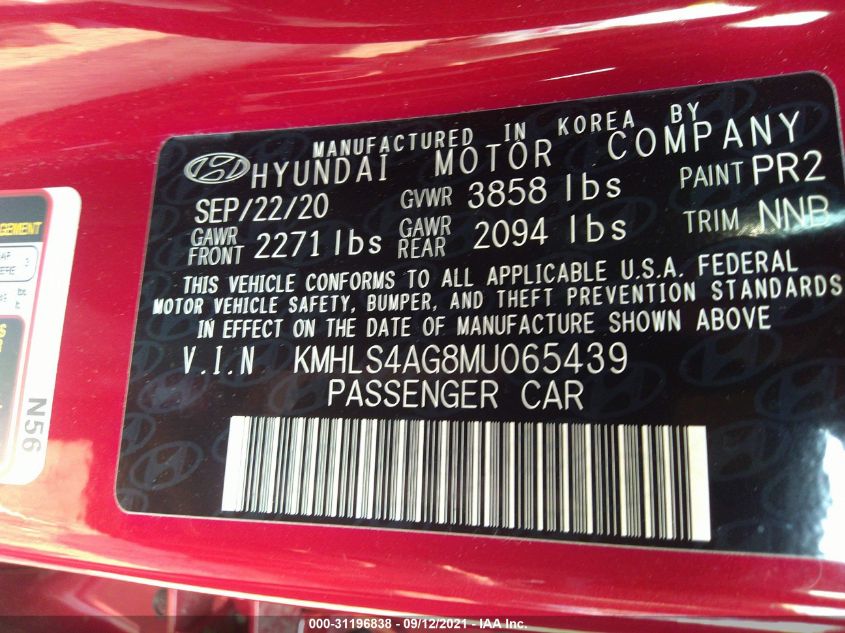 MANUFACTURED IN KOREA BY
HYUNDAI MOTOR COMPANY
SEP/22/20 GVWR 3858 lbs PAINT PR2
GAWR FRONT 2271 lbs GAWR REAR 2094 lbs TRIM NNB
THIS VEHICLE CONFORMS TO ALL APPLICABLE U.S.A. FEDERAL
MOTOR VEHICLE SAFETY, BUMPER, AND THEFT PREVENTION STANDARDS
IN EFFECT ON THE DATE OF MANUFACTURE SHOWN ABOVE
V.I.N KMHLS4AG8MU065439
PASSENGER CAR
N56
000-31196838 - 09/12/2021 - IAA Inc.